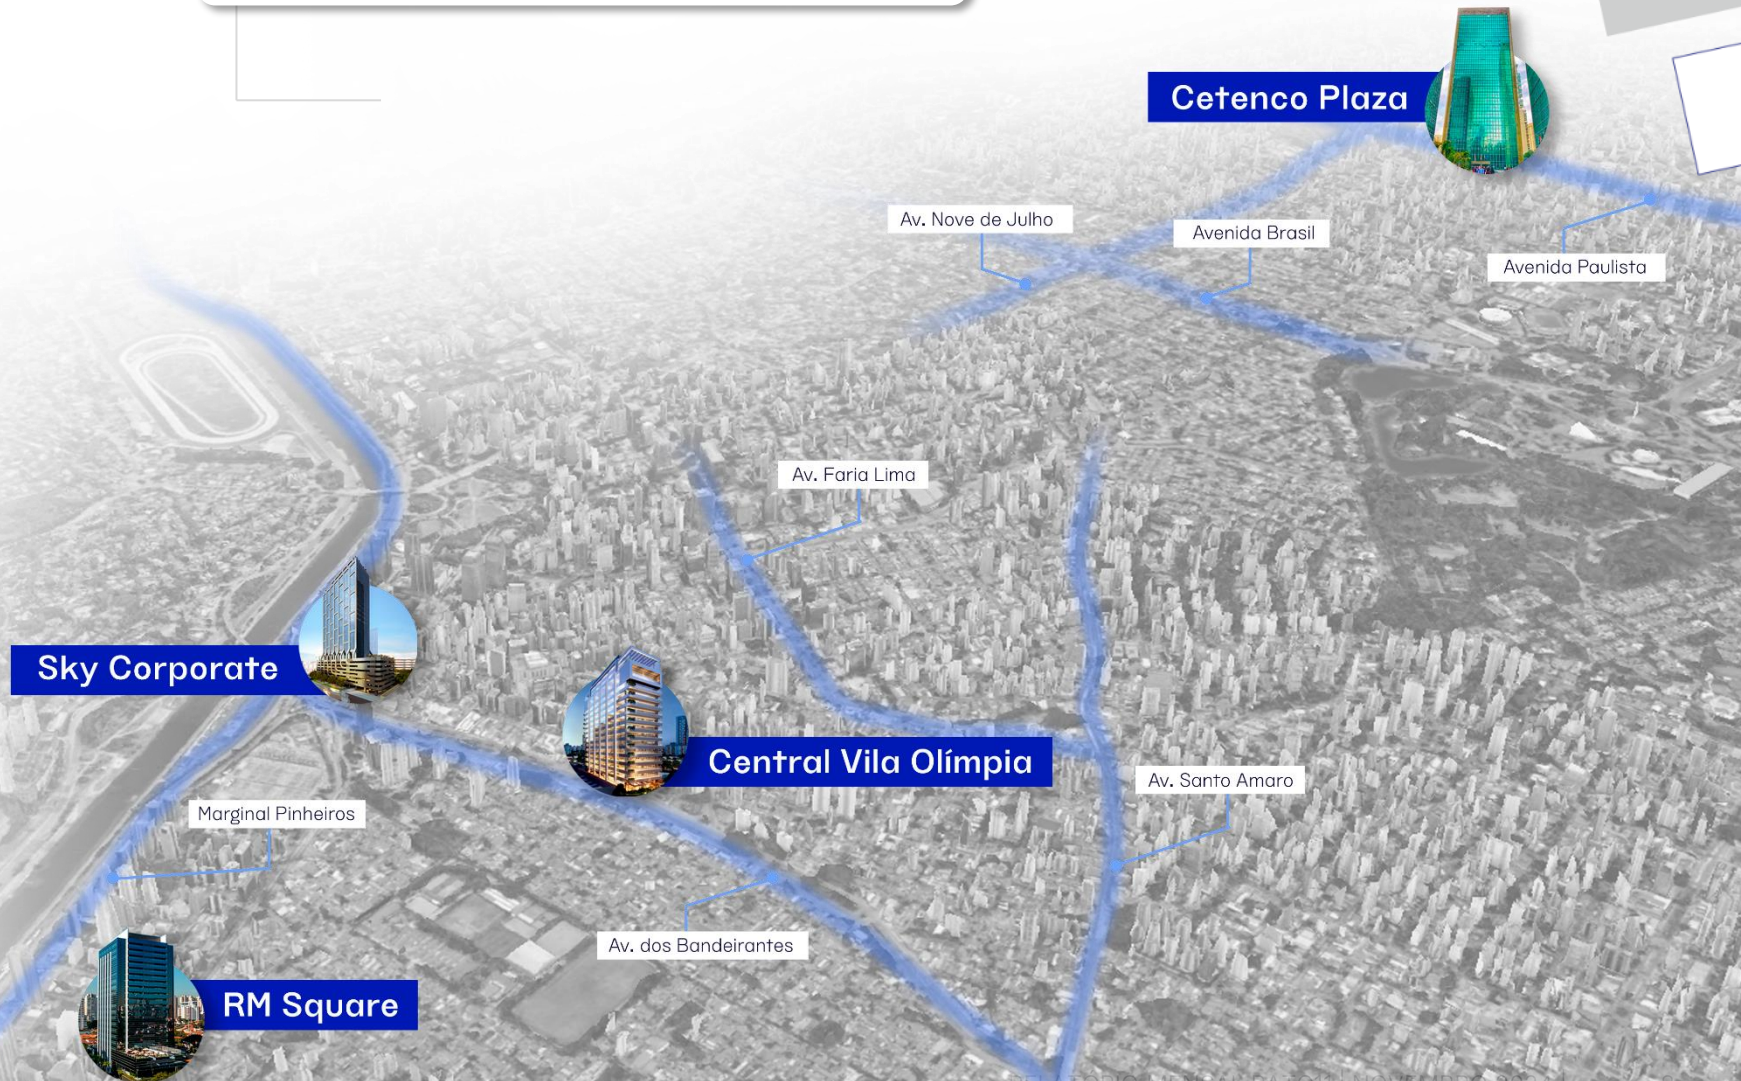 Cetenco Plaza
Av. Nove de Julho
Avenida Brasil
Avenida Paulista
Av. Faria Lima
Sky Corporate
Central Vila Olímpia
Av. Santo Amaro
Marginal Pinheiros
Av. dos Bandeirantes
RM Square